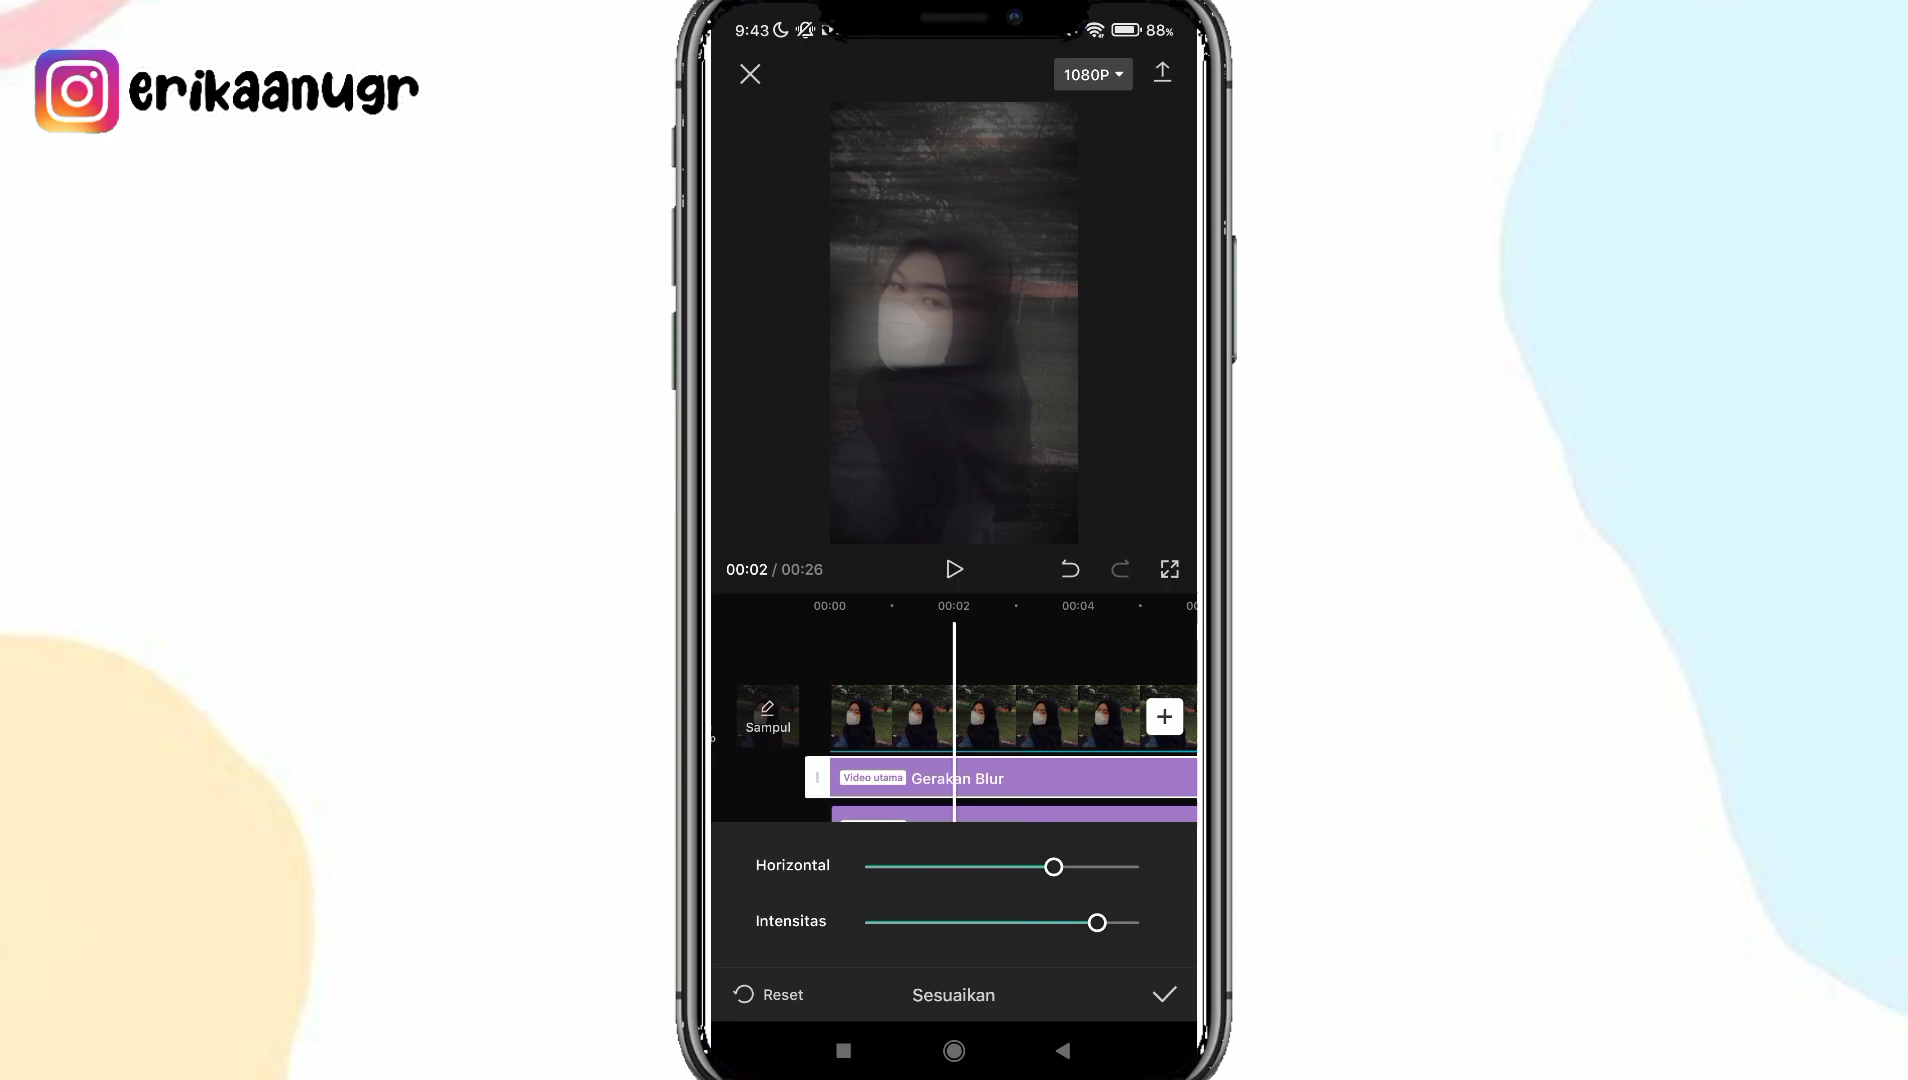 erikaanugr
9:43
88%
1080P
00:02 / 00:26
00:00
00:02
00:04
Sampul
Video utama
Gerakan Blur
Horizontal
Intensitas
Reset
Sesuaikan